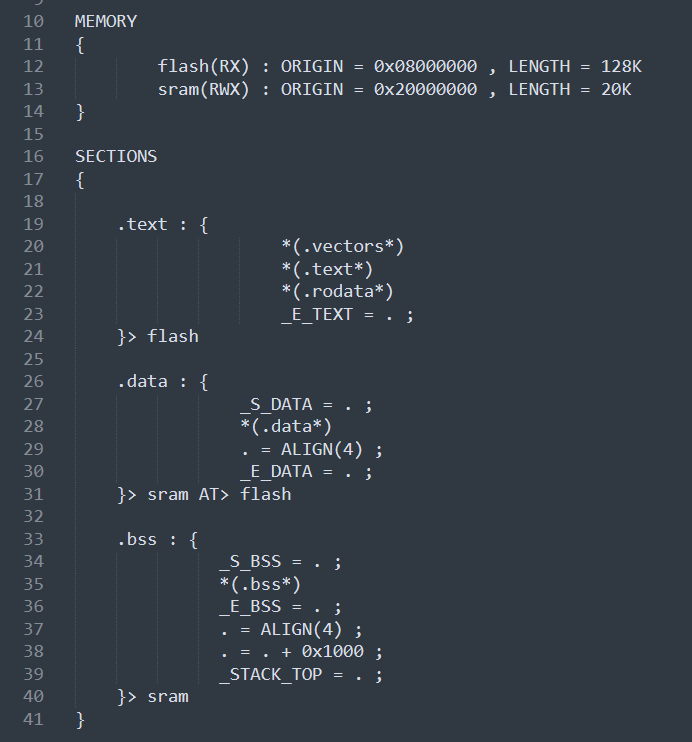 10 MEMORY
11 {
12 flash(RX) : ORIGIN = 0x08000000 , LENGTH = 128K
13 sram(RWX) : ORIGIN = 0x20000000 , LENGTH = 20K
14 }
15
16 SECTIONS
17 {
18
19 .text : {
20 *(.vectors*)
21 *(.text*)
22 *(.rodata*)
23 _E_TEXT = . ;
24 }> flash
25
26 .data : {
27 _S_DATA = . ;
28 *(.data*)
29 . = ALIGN(4) ;
30 _E_DATA = . ;
31 }> sram AT> flash
32
33 .bss : {
34 _S_BSS = . ;
35 *(.bss*)
36 _E_BSS = . ;
37 . = ALIGN(4) ;
38 . = . + 0x1000 ;
39 _STACK_TOP = . ;
40 }> sram
41 }